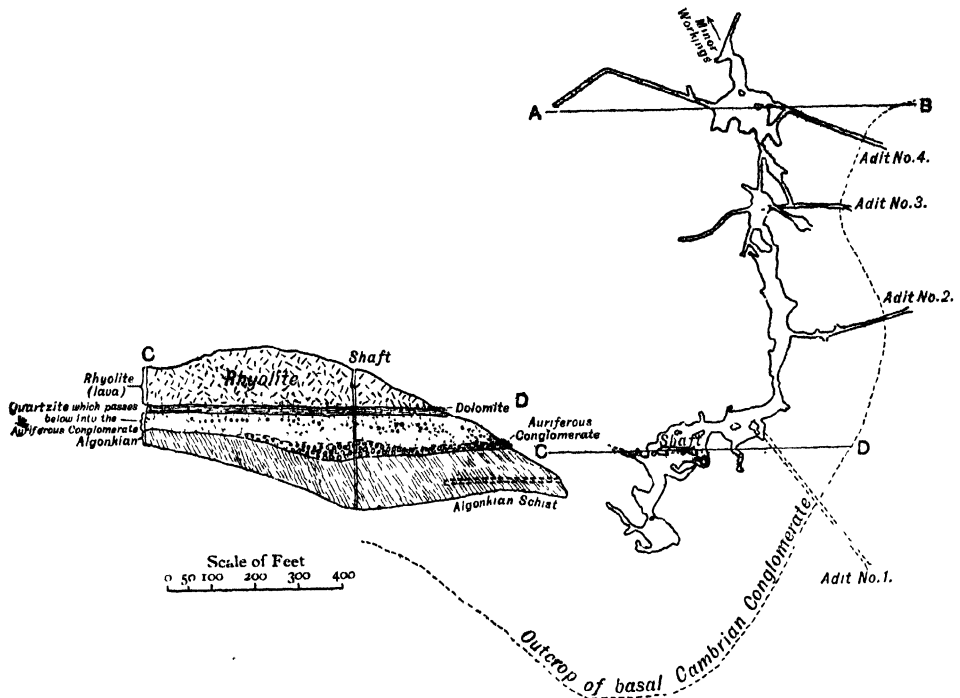 Minor
Workings
A
B
Adit No.4.
Adit No.3.
Adit No.2.
C
Shaft
Rhyolite
(lava)
Rhyolite
D
Dolomite
Quartzite which passes
below into the
Auriferous Conglomerate
Algonkian
Auriferous
Conglomerate
C
Shaft
D
Algonkian Schist
Scale of Feet
0 50 100 200 300 400
Adit No.1.
Outcrop of basal Cambrian Conglomerate